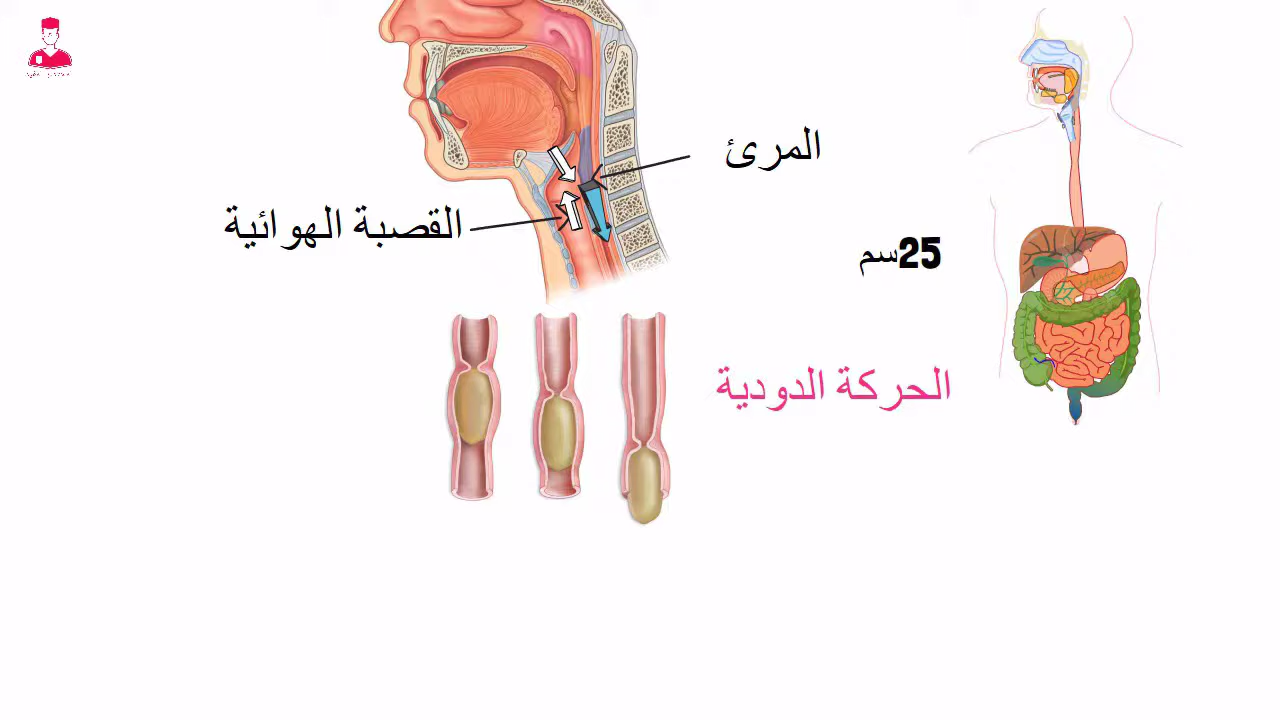 المرئ
القصبة الهوائية
25سم
الحركة الدودية